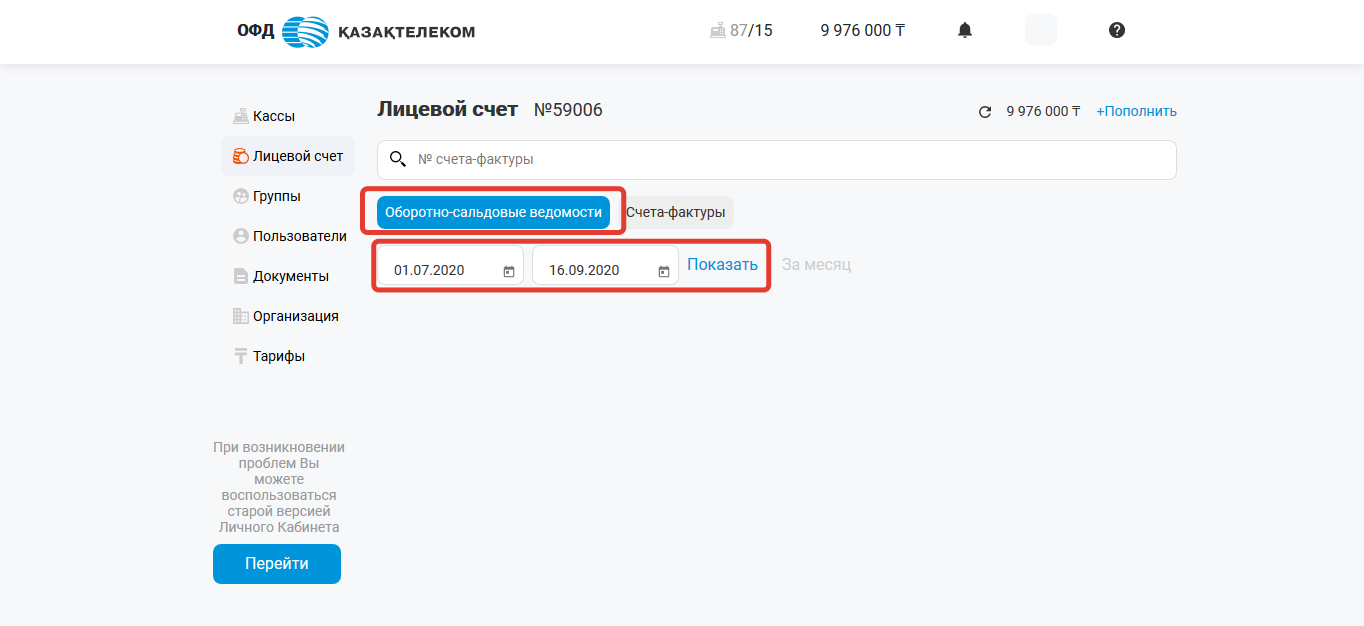 ОФД ҚАЗАҚТЕЛЕКОМ 87/15 9 976 000 ₸
Кассы
Лицевой счет
Группы
Пользователи
Документы
Организация
Тарифы
При возникновении
проблем Вы
можете
воспользоваться
старой версией
Личного Кабинета
Перейти
Лицевой счет №59006 9 976 000 ₸ +Пополнить
№ счета-фактуры
Оборотно-сальдовые ведомости Счета-фактуры
01.07.2020 16.09.2020 Показать За месяц